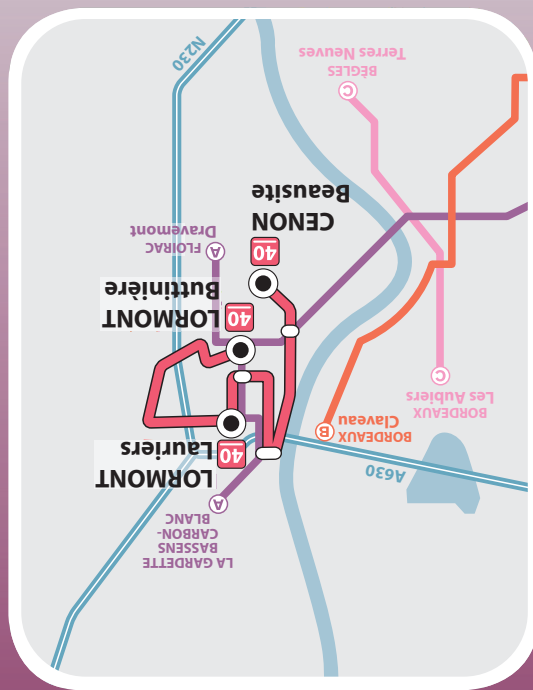 LA GARDETTE
BASSENS
CARBON-
BLANC
A
LORMONT
Lauriers
40
A630
BORDEAUX
Claveau
B
BORDEAUX
Les Aubiers
C
LORMONT
Buttinière
40
40
CENON
Beausite
A
FLOIRAC
Dravemont
C
BÈGLES
Terres Neuves
N230